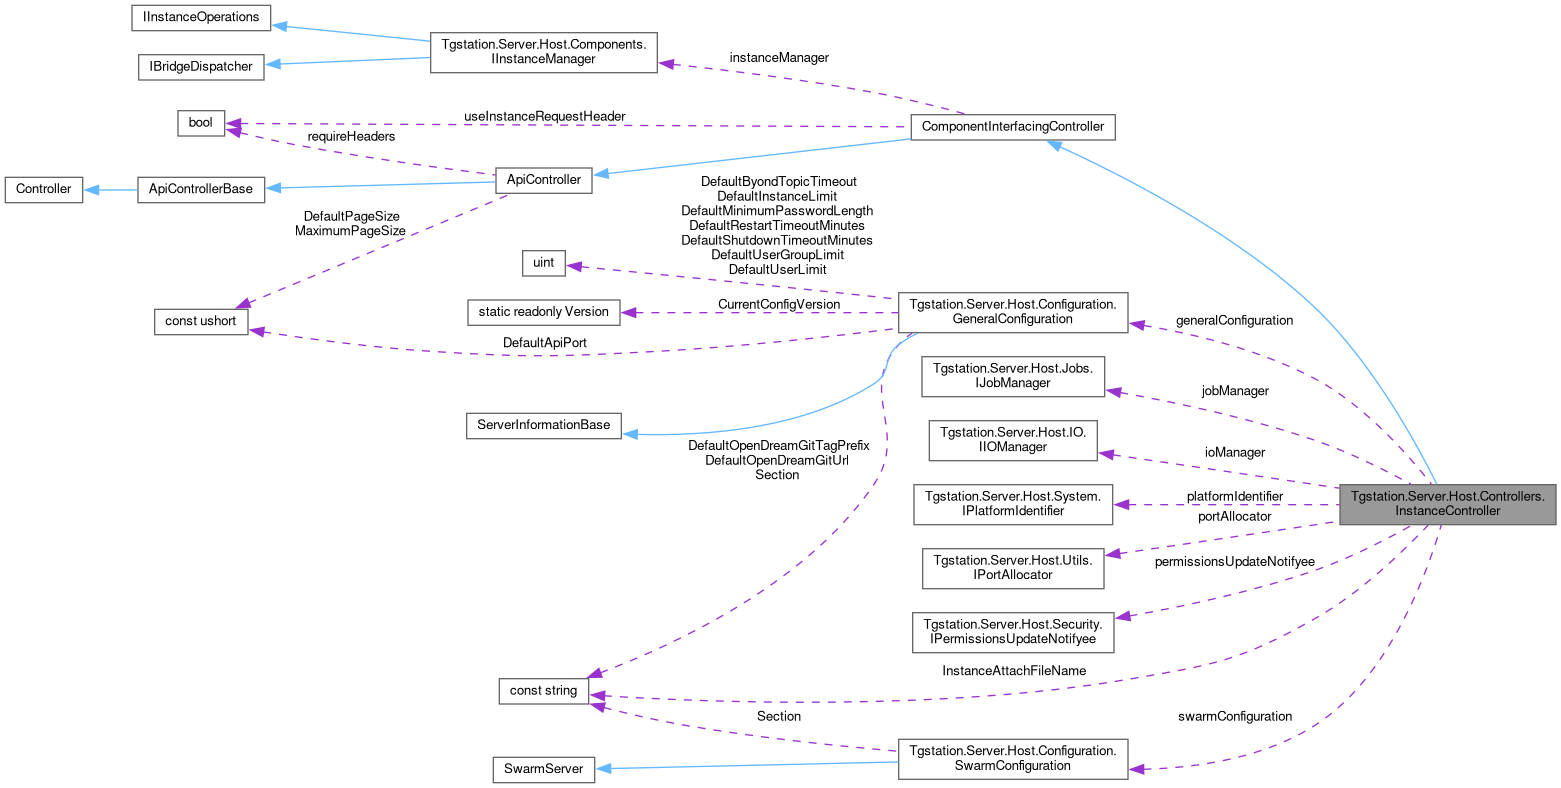 IInstanceOperations
Tgstation.Server.Host.Components.
IInstanceManager
instanceManager
IBridgeDispatcher
bool
useInstanceRequestHeader
requireHeaders
ComponentInterfacingController
Controller
ApiControllerBase
ApiController
DefaultPageSize
MaximumPageSize
DefaultByondTopicTimeout
DefaultInstanceLimit
DefaultMinimumPasswordLength
DefaultRestartTimeoutMinutes
DefaultShutdownTimeoutMinutes
DefaultUserGroupLimit
DefaultUserLimit
uint
static readonly Version
CurrentConfigVersion
Tgstation.Server.Host.Configuration.
GeneralConfiguration
generalConfiguration
const ushort
DefaultApiPort
Tgstation.Server.Host.Jobs.
IJobManager
jobManager
ServerInformationBase
DefaultOpenDreamGitTagPrefix
DefaultOpenDreamGitUrl
Section
Tgstation.Server.Host.IO.
IIOManager
ioManager
Tgstation.Server.Host.System.
IPlatformIdentifier
platformIdentifier
Tgstation.Server.Host.Controllers.
InstanceController
portAllocator
Tgstation.Server.Host.Utils.
IPortAllocator
permissionsUpdateNotifyee
Tgstation.Server.Host.Security.
IPermissionsUpdateNotifyee
InstanceAttachFileName
const string
Section
swarmConfiguration
Tgstation.Server.Host.Configuration.
SwarmConfiguration
SwarmServer